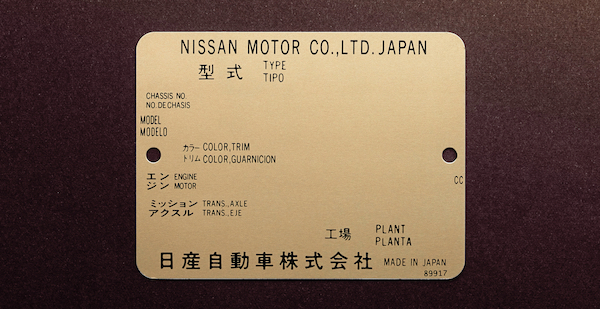 NISSAN MOTOR CO.,LTD. JAPAN
型式 TYPE
TIPO
CHASSIS NO.
NO. DE CHASIS
MODEL
MODELO
カラー COLOR,TRIM
トリム COLOR,GUARNICION
エン ENGINE
ジン MOTOR
CC
ミッション TRANS.,AXLE
アクスル TRANS.,EJE
工場 PLANT
PLANTA
日産自動車株式会社 MADE IN JAPAN
89917